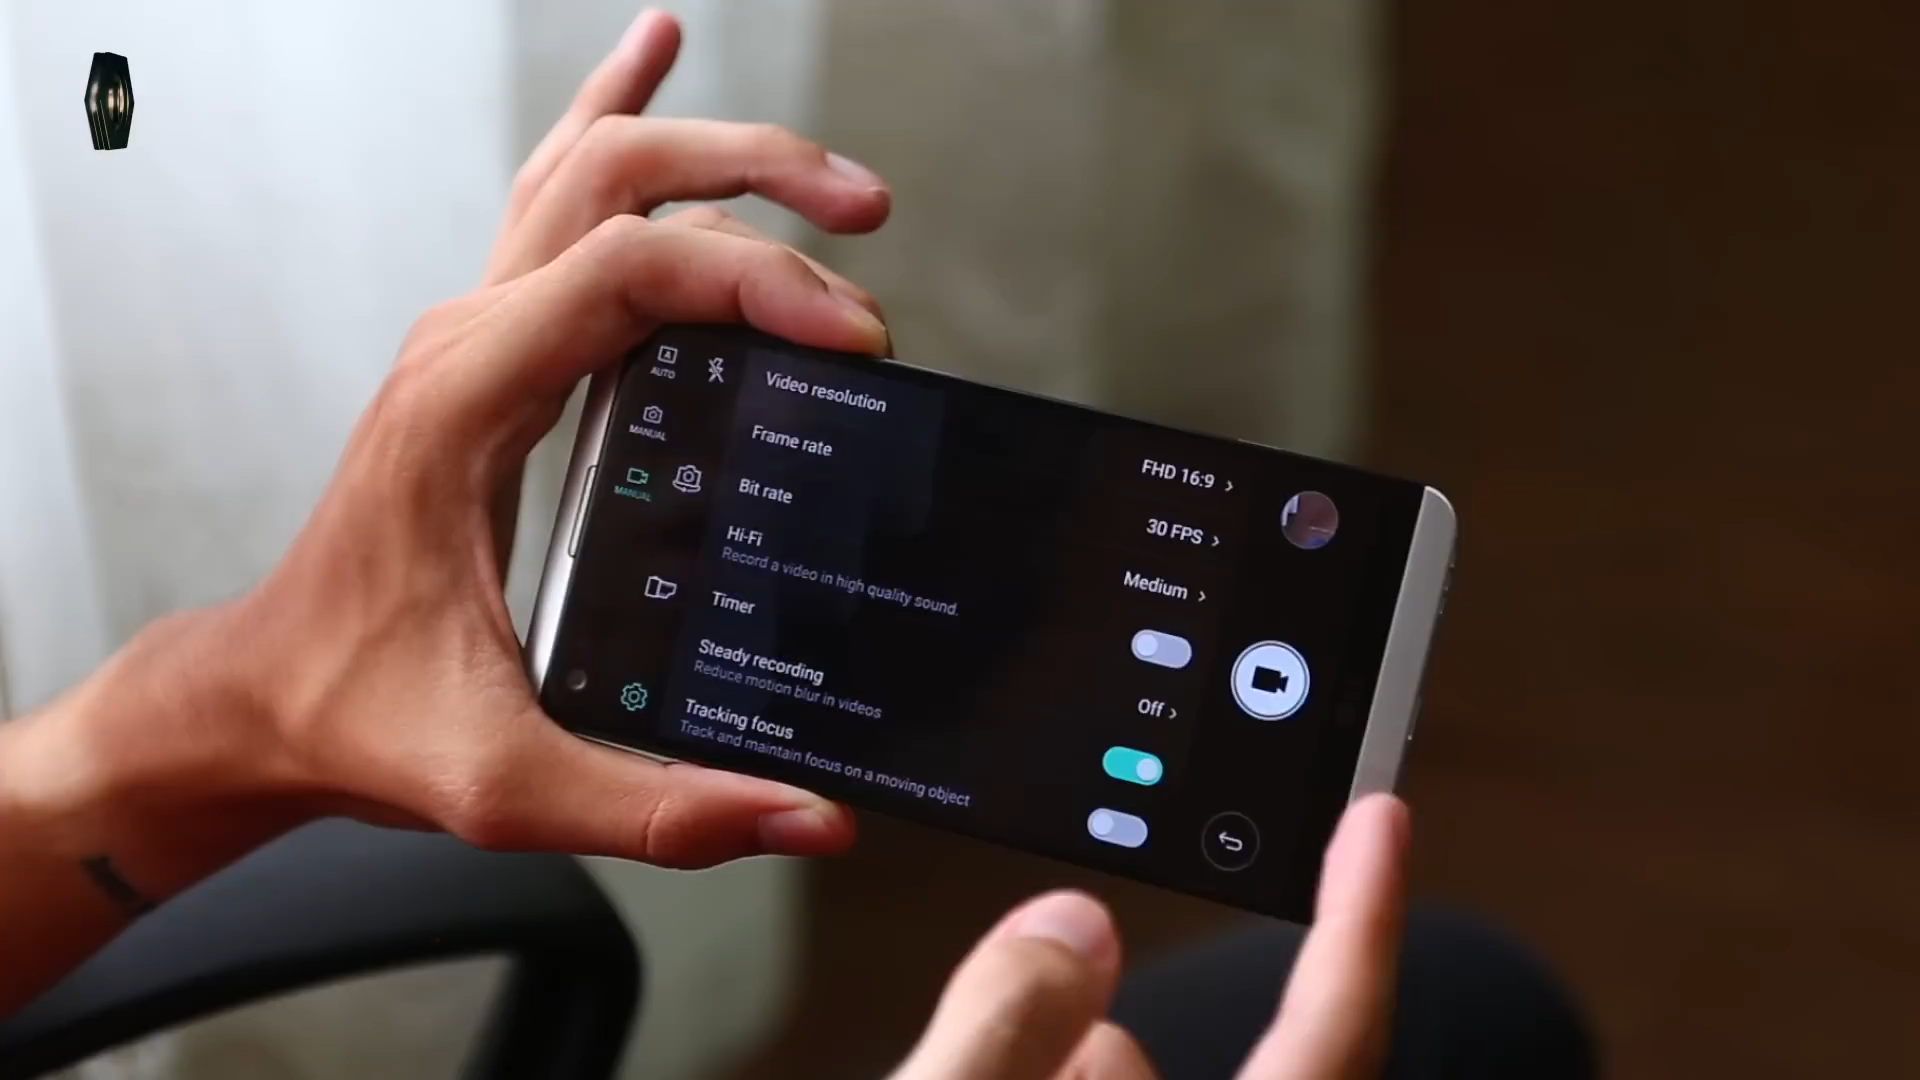 AUTO
MANUAL
MANUAL
Video resolution
FHD 16:9 >
Frame rate
30 FPS >
Bit rate
Medium >
Hi-Fi
Record a video in high quality sound.
Timer
Off >
Steady recording
Reduce motion blur in videos
Tracking focus
Track and maintain focus on a moving object